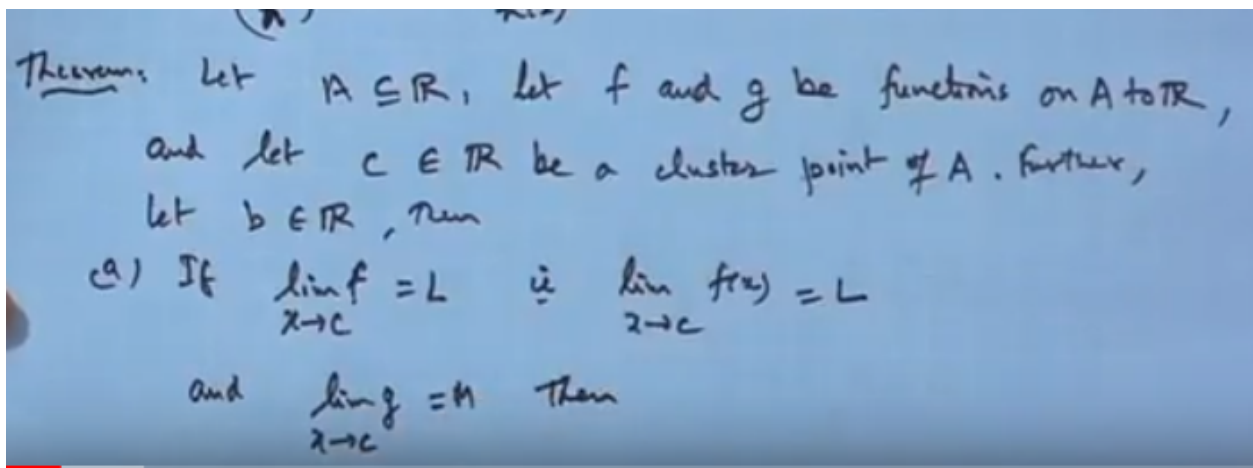 Theorem: Let A ⊆ ℝ, Let f and g be functions on A to ℝ,
and let c ∈ ℝ be a cluster point of A. Further,
let b ∈ ℝ, Then
(a) If lim f = L ie lim f(x) = L
x→c x→c
and lim g = M Then
x→c